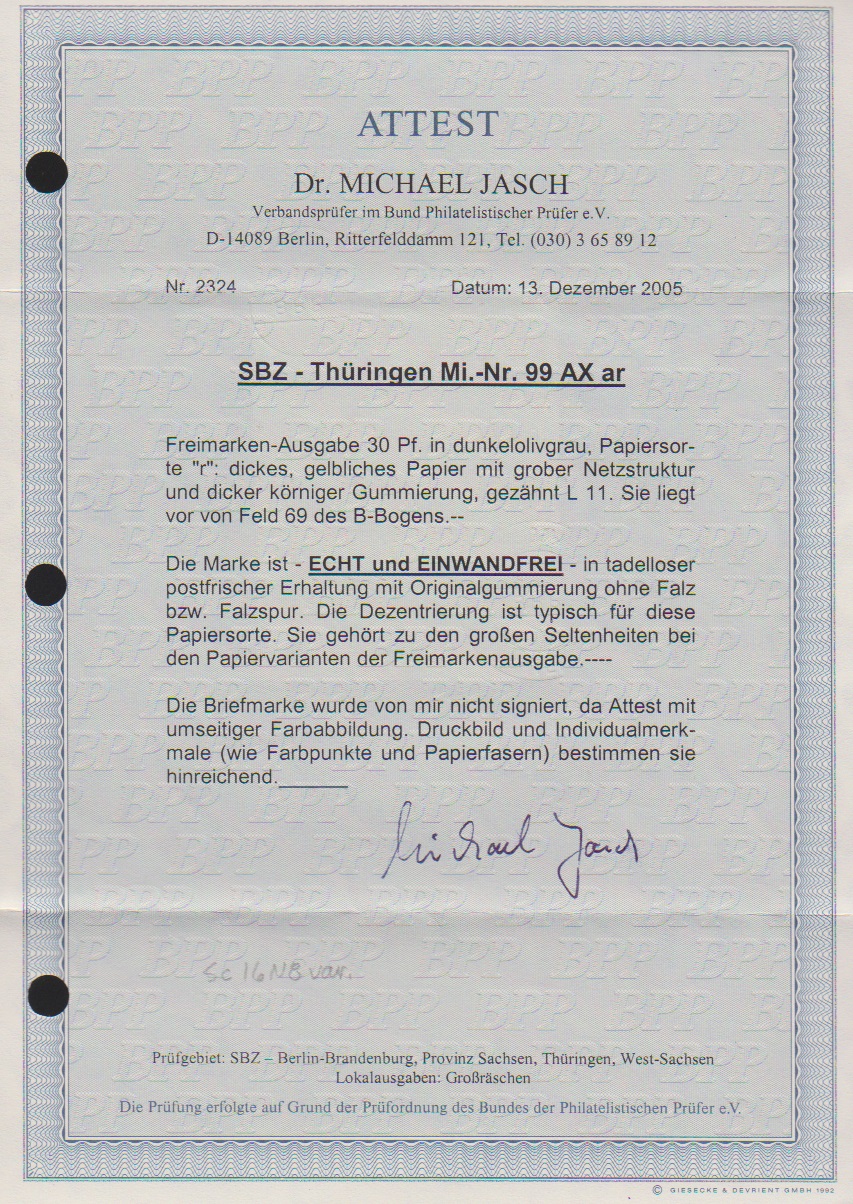 ATTEST
Dr. MICHAEL JASCH
Verbandsprüfer im Bund Philatelistischer Prüfer e.V.
D-14089 Berlin, Ritterfelddamm 121, Tel. (030) 3 65 89 12
Nr. 2324 Datum: 13. Dezember 2005
SBZ - Thüringen Mi.-Nr. 99 AX ar
Freimarken-Ausgabe 30 Pf. in dunkelolivgrau, Papiersor-
te "r": dickes, gelbliches Papier mit grober Netzstruktur
und dicker körniger Gummierung, gezähnt L 11. Sie liegt
vor von Feld 69 des B-Bogens.--
Die Marke ist - ECHT und EINWANDFREI - in tadelloser
postfrischer Erhaltung mit Originalgummierung ohne Falz
bzw. Falzspur. Die Dezentrierung ist typisch für diese
Papiersorte. Sie gehört zu den großen Seltenheiten bei
den Papiervarianten der Freimarkenausgabe.----
Die Briefmarke wurde von mir nicht signiert, da Attest mit
umseitiger Farbabbildung. Druckbild und Individualmerk-
male (wie Farbpunkte und Papierfasern) bestimmen sie
hinreichend.
Michael Jasch
Sc 16NB var.
Prüfgebiet: SBZ – Berlin-Brandenburg, Provinz Sachsen, Thüringen, West-Sachsen
Lokalausgaben: Großräschen
Die Prüfung erfolgte auf Grund der Prüfordnung des Bundes der Philatelistischen Prüfer e.V.
© GIESECKE & DEVRIENT GMBH 1992